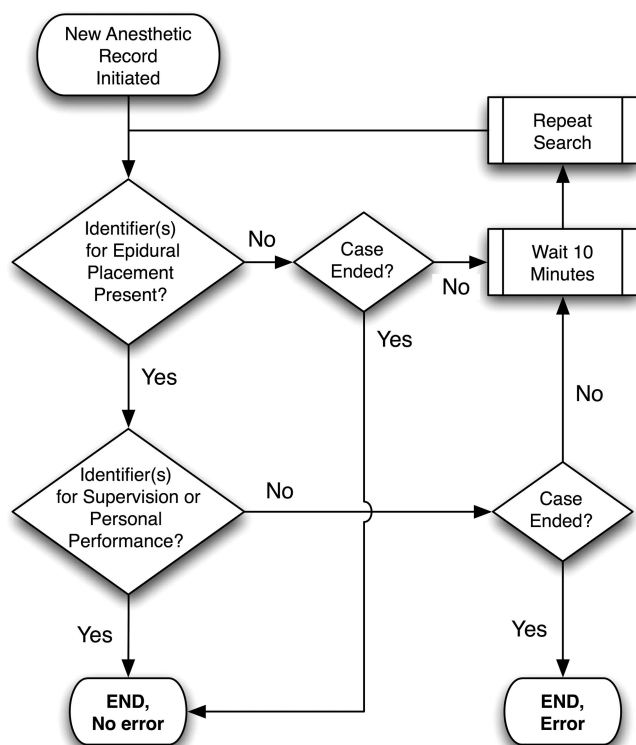 New Anesthetic
Record
Initiated
Repeat
Search
Identifier(s)
for Epidural
Placement
Present?
No
Case
Ended?
No
Wait 10
Minutes
Yes
Yes
No
Identifier(s)
for Supervision or
Personal
Performance?
No
Case
Ended?
Yes
Yes
END,
No error
END,
Error